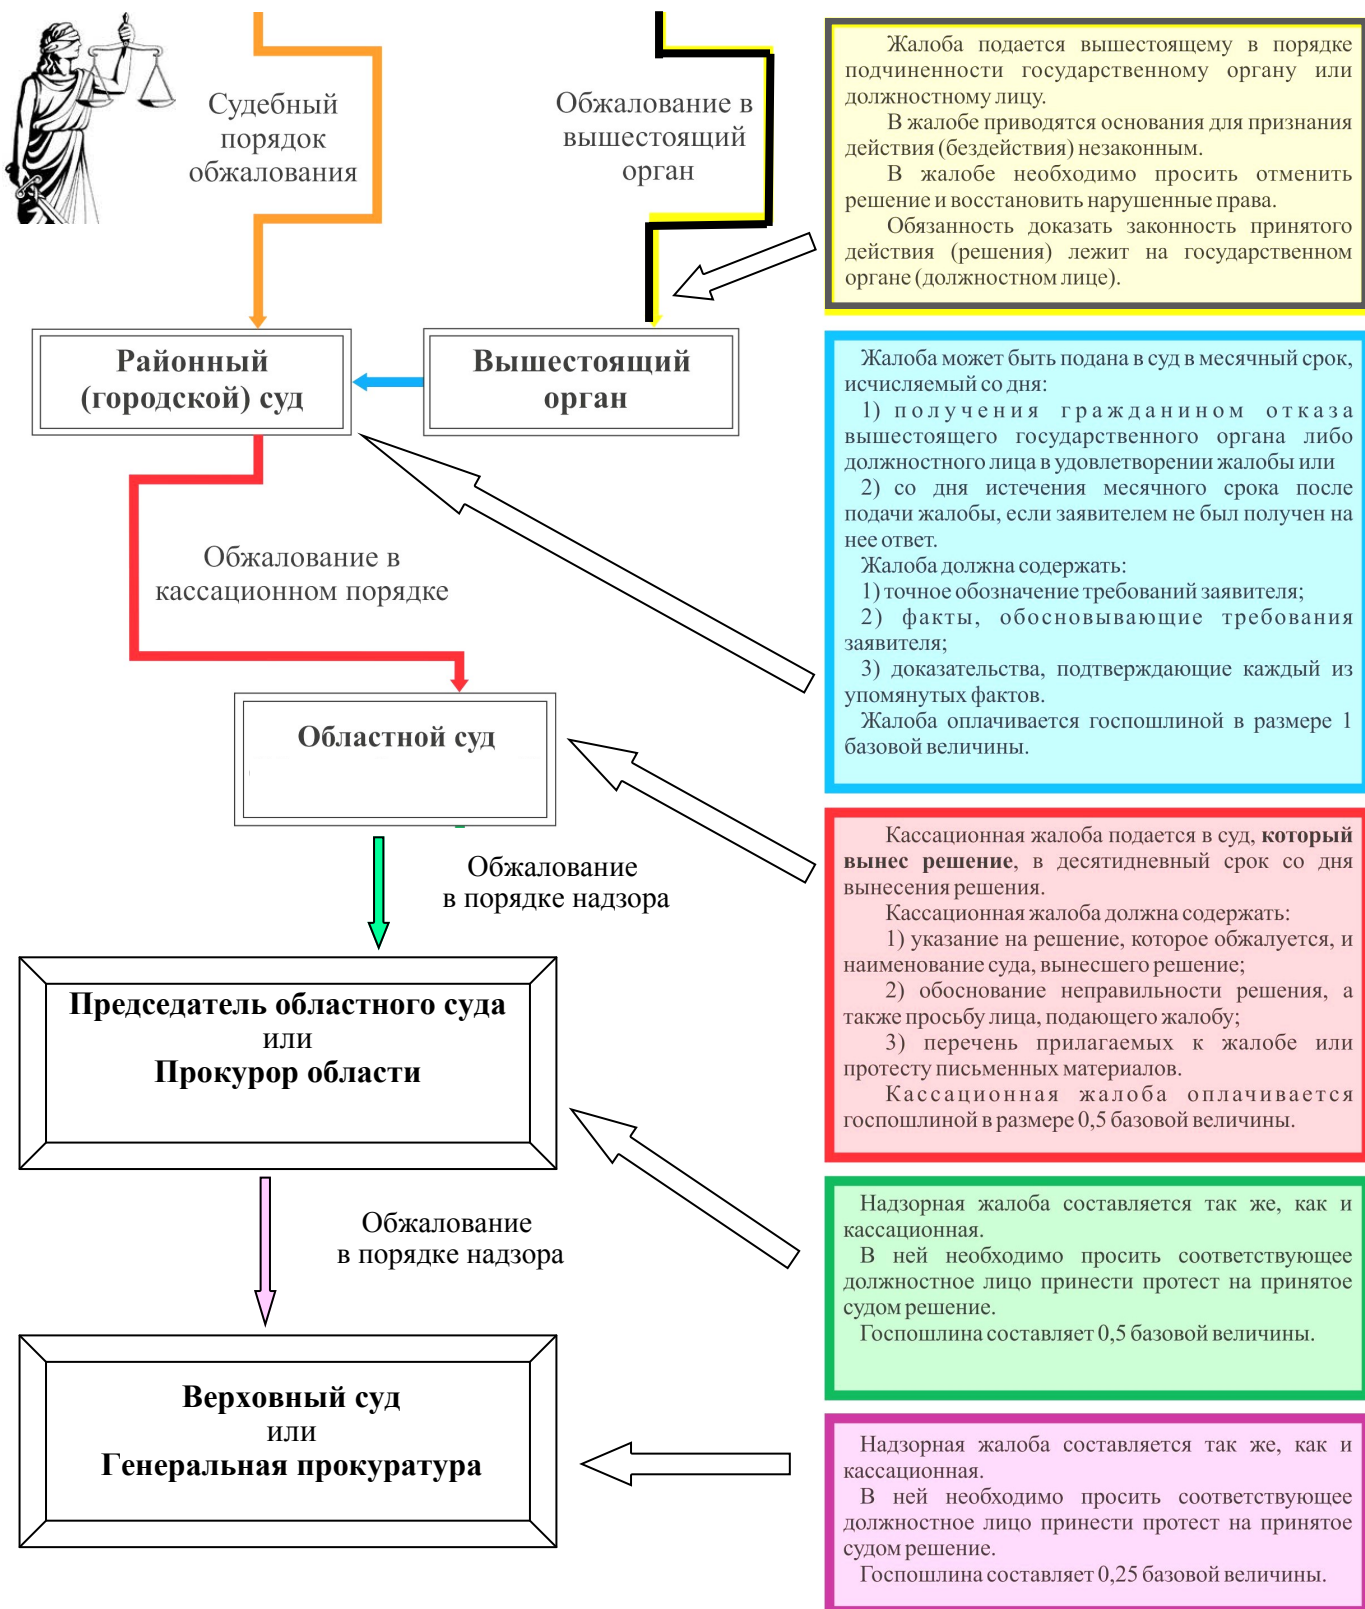 Судебный
порядок
обжалования
Обжалование в
вышестоящий
орган
Районный
(городской) суд
Вышестоящий
орган
Обжалование в
кассационном порядке
Областной суд
Обжалование
в порядке надзора
Председатель областного суда
или
Прокурор области
Обжалование
в порядке надзора
Верховный суд
или
Генеральная прокуратура
Жалоба подается вышестоящему в порядке
подчиненности государственному органу или
должностному лицу.
В жалобе приводятся основания для признания
действия (бездействия) незаконным.
В жалобе необходимо просить отменить
решение и восстановить нарушенные права.
Обязанность доказать законность принятого
действия (решения) лежит на государственном
органе (должностном лице).
Жалоба может быть подана в суд в месячный срок,
исчисляемый со дня:
1) получения гражданином отказа
вышестоящего государственного органа либо
должностного лица в удовлетворении жалобы или
2) со дня истечения месячного срока после
подачи жалобы, если заявителем не был получен на
нее ответ.
Жалоба должна содержать:
1) точное обозначение требований заявителя;
2) факты, обосновывающие требования
заявителя;
3) доказательства, подтверждающие каждый из
упомянутых фактов.
Жалоба оплачивается госпошлиной в размере 1
базовой величины.
Кассационная жалоба подается в суд, который
вынес решение, в десятидневный срок со дня
вынесения решения.
Кассационная жалоба должна содержать:
1) указание на решение, которое обжалуется, и
наименование суда, вынесшего решение;
2) обоснование неправильности решения, а
также просьбу лица, подающего жалобу;
3) перечень прилагаемых к жалобе или
протесту письменных материалов.
Кассационная жалоба оплачивается
госпошлиной в размере 0,5 базовой величины.
Надзорная жалоба составляется так же, как и
кассационная.
В ней необходимо просить соответствующее
должностное лицо принести протест на принятое
судом решение.
Госпошлина составляет 0,5 базовой величины.
Надзорная жалоба составляется так же, как и
кассационная.
В ней необходимо просить соответствующее
должностное лицо принести протест на принятое
судом решение.
Госпошлина составляет 0,25 базовой величины.